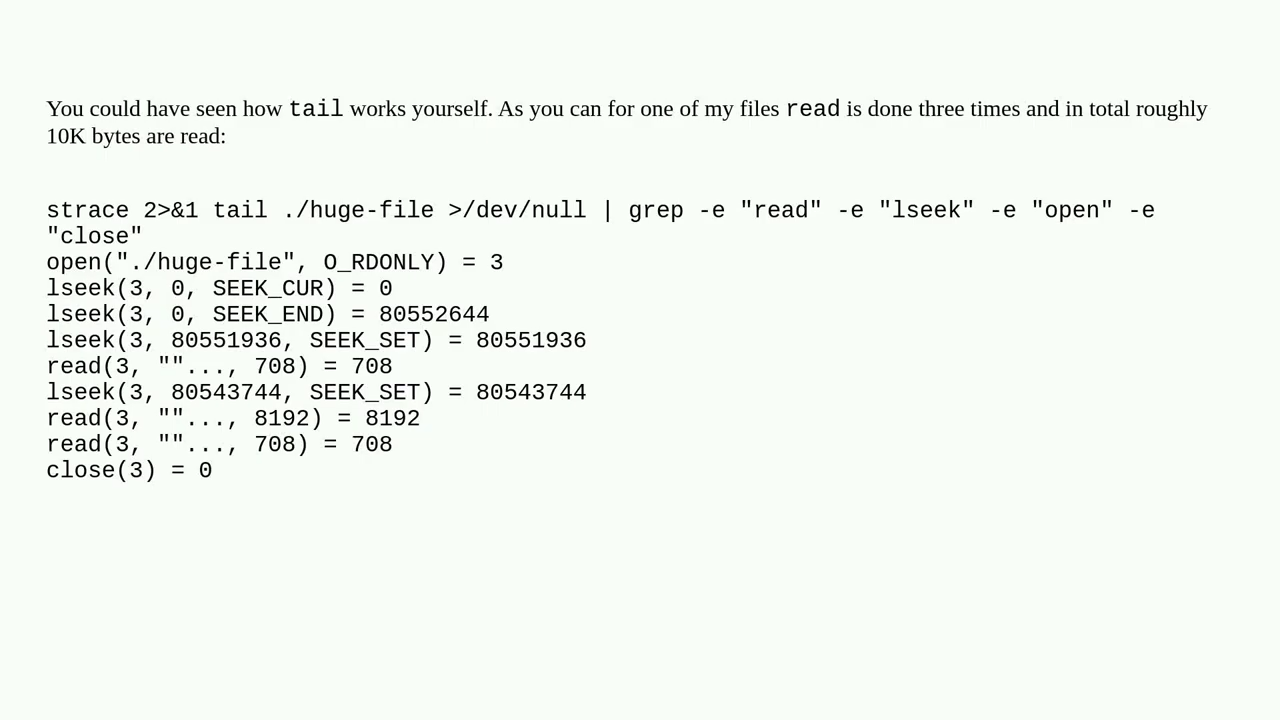 You could have seen how tail works yourself. As you can for one of my files read is done three times and in total roughly
10K bytes are read:
strace 2>&1 tail ./huge-file >/dev/null | grep -e "read" -e "lseek" -e "open" -e
"close"
open("./huge-file", O_RDONLY) = 3
lseek(3, 0, SEEK_CUR) = 0
lseek(3, 0, SEEK_END) = 80552644
lseek(3, 80551936, SEEK_SET) = 80551936
read(3, ""..., 708) = 708
lseek(3, 80543744, SEEK_SET) = 80543744
read(3, ""..., 8192) = 8192
read(3, ""..., 708) = 708
close(3) = 0